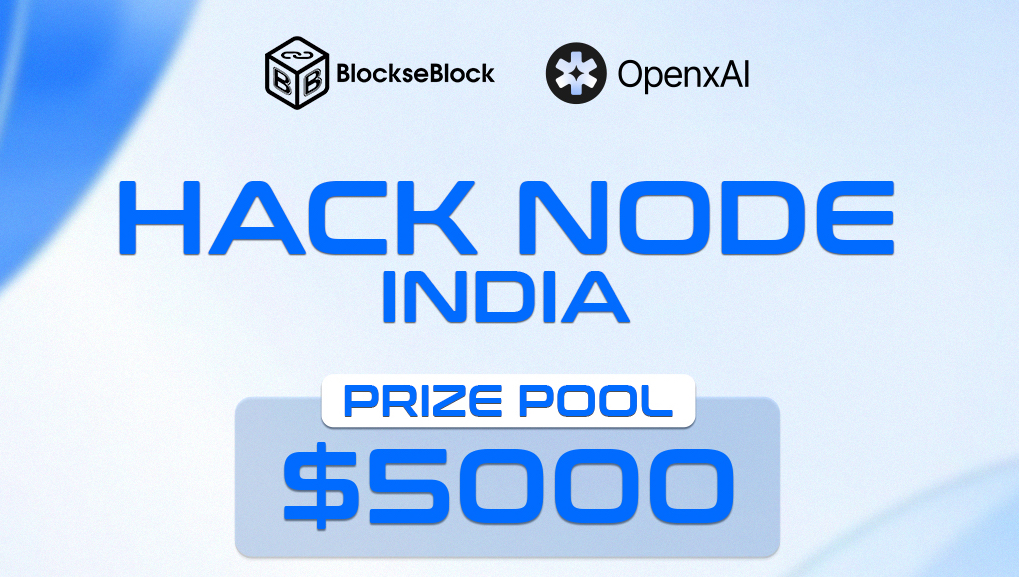 BlockseBlock OpenxAI
HACK NODE
INDIA
PRIZE POOL
$5000